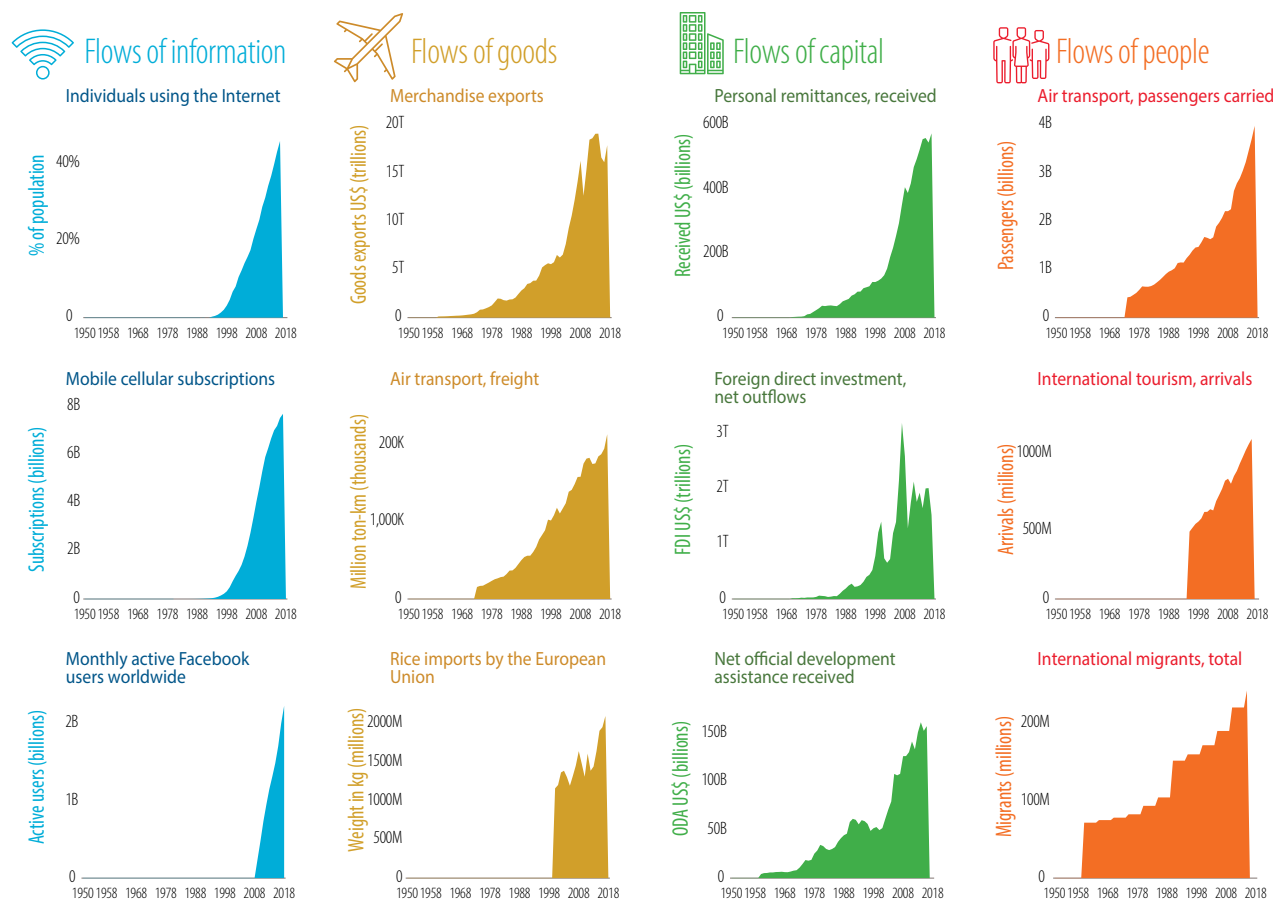 Flows of information
Flows of goods
Flows of capital
Flows of people
Individuals using the Internet
% of population
40%
20%
0
1950 1958 1968 1978 1988 1998 2008 2018
Merchandise exports
Goods exports US$ (trillions)
20T
15T
10T
5T
0
1950 1958 1968 1978 1988 1998 2008 2018
Personal remittances, received
Received US$ (billions)
600B
400B
200B
0
1950 1958 1968 1978 1988 1998 2008 2018
Air transport, passengers carried
Passengers (billions)
4B
3B
2B
1B
0
1950 1958 1968 1978 1988 1998 2008 2018
Mobile cellular subscriptions
Subscriptions (billions)
8B
6B
4B
2B
0
1950 1958 1968 1978 1988 1998 2008 2018
Air transport, freight
Million ton-km (thousands)
200K
1,000K
0
1950 1958 1968 1978 1988 1998 2008 2018
Foreign direct investment,
net outflows
FDI US$ (trillions)
3T
2T
1T
0
1950 1958 1968 1978 1988 1998 2008 2018
International tourism, arrivals
Arrivals (millions)
1000M
500M
0
1950 1958 1968 1978 1988 1998 2008 2018
Monthly active Facebook
users worldwide
Active users (billions)
2B
1B
0
1950 1958 1968 1978 1988 1998 2008 2018
Rice imports by the European
Union
Weight in kg (millions)
2000M
1500M
1000M
500M
0
1950 1958 1968 1978 1988 1998 2008 2018
Net official development
assistance received
ODA US$ (billions)
150B
100B
50B
0
1950 1958 1968 1978 1988 1998 2008 2018
International migrants, total
Migrants (millions)
200M
100M
0
1950 1958 1968 1978 1988 1998 2008 2018